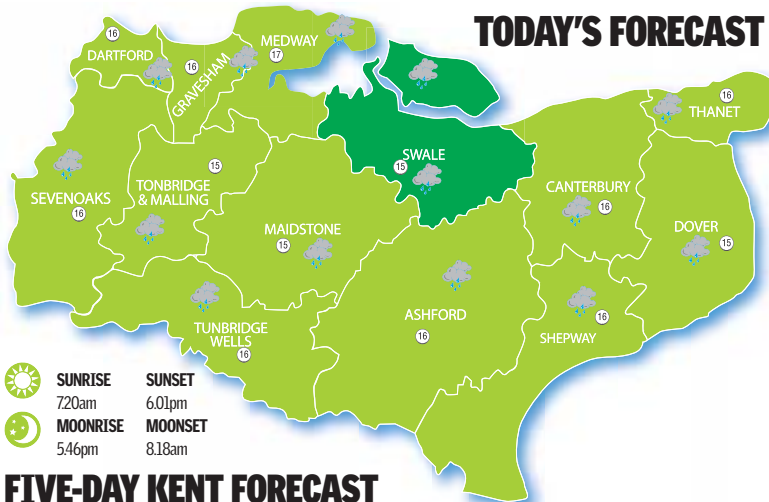 TODAY'S FORECAST
16
DARTFORD
16
GRAVESHAM
MEDWAY
17
16
THANET
SWALE
15
15
TONBRIDGE
& MALLING
SEVENOAKS
16
CANTERBURY
16
MAIDSTONE
15
DOVER
15
ASHFORD
16
16
SHEPWAY
TUNBRIDGE
WELLS
16
SUNRISE SUNSET
7.20am 6.01pm
MOONRISE MOONSET
5.46pm 8.18am
FIVE-DAY KENT FORECAST